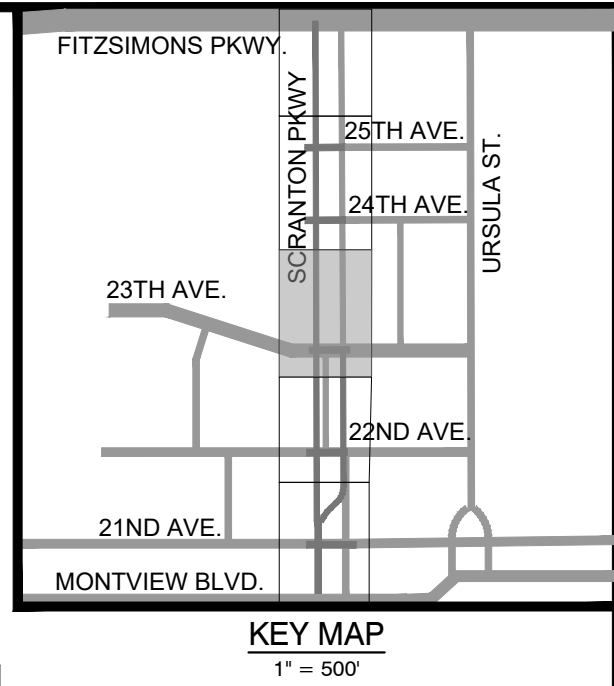 FITZSIMONS PKWY.
SCRANTON PKWY
25TH AVE.
URSULA ST.
24TH AVE.
23TH AVE.
22ND AVE.
21ND AVE.
MONTVIEW BLVD.
KEY MAP
1" = 500'